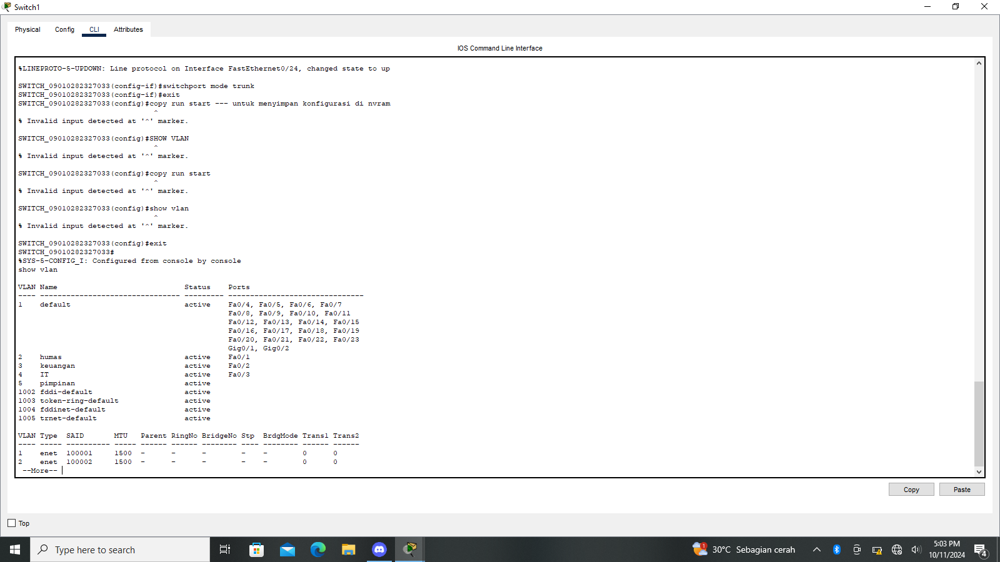 Switch1
Physical Config CLI Attributes
IOS Command Line Interface
%LINEPROTO-5-UPDOWN: Line protocol on Interface FastEthernet0/24, changed state to up
SWITCH_09010282327033(config-if)#switchport mode trunk
SWITCH_09010282327033(config-if)#exit
SWITCH_09010282327033(config)#copy run start --- untuk menyimpan konfigurasi di nvram
^
% Invalid input detected at '^' marker.
SWITCH_09010282327033(config)#SHOW VLAN
^
% Invalid input detected at '^' marker.
SWITCH_09010282327033(config)#copy run start
^
% Invalid input detected at '^' marker.
SWITCH_09010282327033(config)#show vlan
^
% Invalid input detected at '^' marker.
SWITCH_09010282327033(config)#exit
SWITCH_09010282327033#
%SYS-5-CONFIG_I: Configured from console by console
show vlan
VLAN Name Status Ports
---- -------------------------------- --------- -------------------------------
1 default active Fa0/4, Fa0/5, Fa0/6, Fa0/7
Fa0/8, Fa0/9, Fa0/10, Fa0/11
Fa0/12, Fa0/13, Fa0/14, Fa0/15
Fa0/16, Fa0/17, Fa0/18, Fa0/19
Fa0/20, Fa0/21, Fa0/22, Fa0/23
Gig0/1, Gig0/2
2 humas active Fa0/1
3 keuangan active Fa0/2
4 IT active Fa0/3
5 pimpinan active
1002 fddi-default active
1003 token-ring-default active
1004 fddinet-default active
1005 trnet-default active
VLAN Type SAID MTU Parent RingNo BridgeNo Stp BrdgMode Trans1 Trans2
---- ----- ---------- ----- ------ ------ -------- ---- -------- ------ ------
1 enet 100001 1500 - - - - - 0 0
2 enet 100002 1500 - - - - - 0 0
--More--
Copy Paste
Top
Type here to search
1
30°C Sebagian cerah
5:03 PM
10/11/2024
4